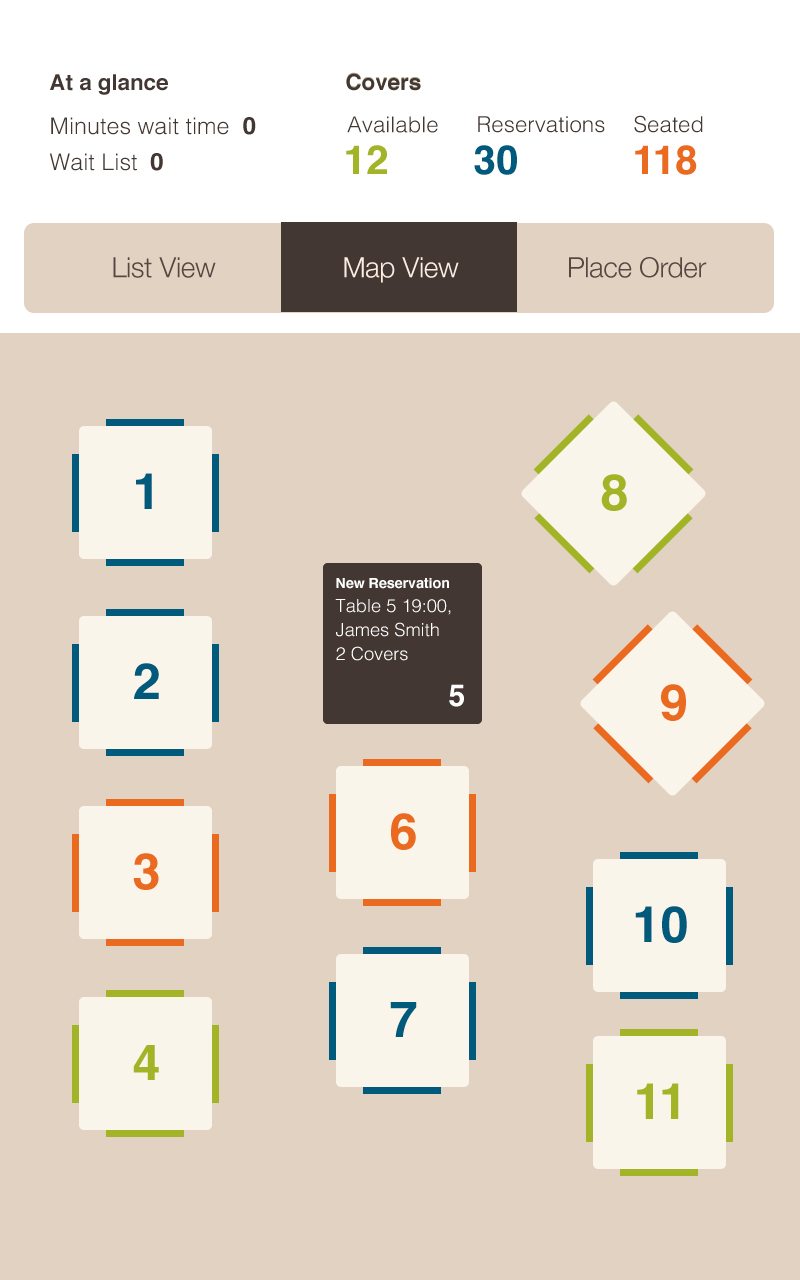 At a glance
Minutes wait time 0
Wait List 0
Covers
Available Reservations Seated
12 30 118
List View Map View Place Order
1
2
3
4
New Reservation
Table 5 19:00,
James Smith
2 Covers
5
6
7
8
9
10
11